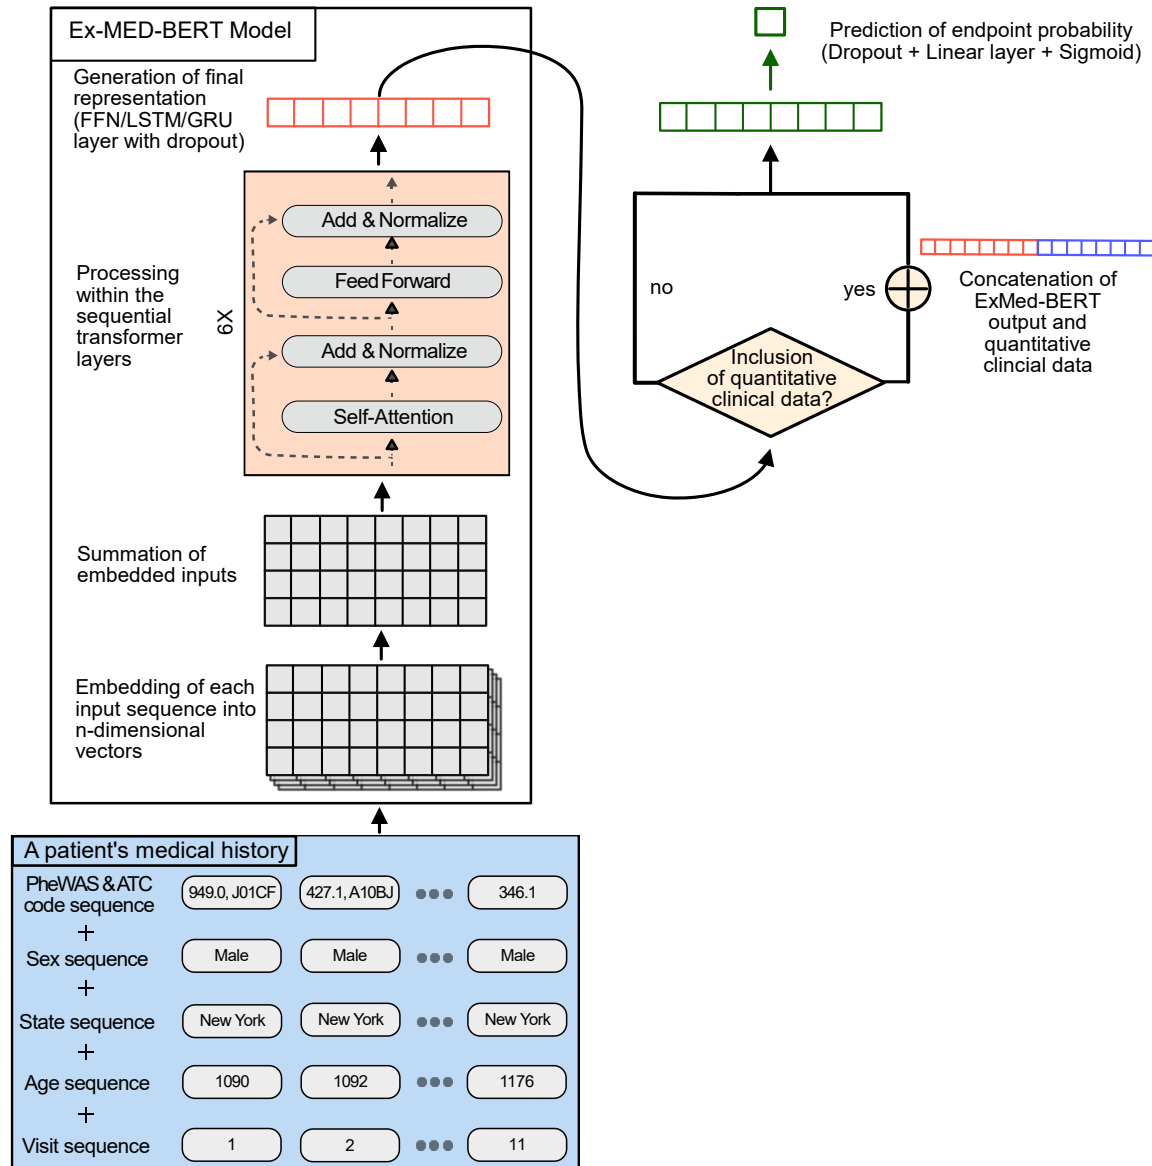 Ex-MED-BERT Model
Generation of final
representation
(FFN/LSTM/GRU
layer with dropout)
Add & Normalize
Feed Forward
Add & Normalize
Self-Attention
6X
Processing
within the
sequential
transformer
layers
Summation of
embedded inputs
Embedding of each
input sequence into
n-dimensional
vectors
A patient's medical history
PheWAS & ATC
code sequence
949.0, J01CF
427.1, A10BJ
346.1
+
Sex sequence
Male
Male
Male
+
State sequence
New York
New York
New York
+
Age sequence
1090
1092
1176
+
Visit sequence
1
2
11
Prediction of endpoint probability
(Dropout + Linear layer + Sigmoid)
no
yes
Concatenation of
ExMed-BERT
output and
quantitative
clincial data
Inclusion
of quantitative
clinical data?